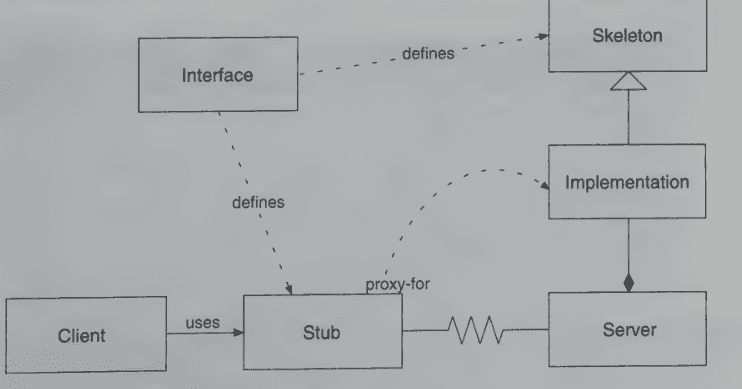 Skeleton
defines
Interface
Implementation
defines
proxy-for
Client
uses
Stub
Server